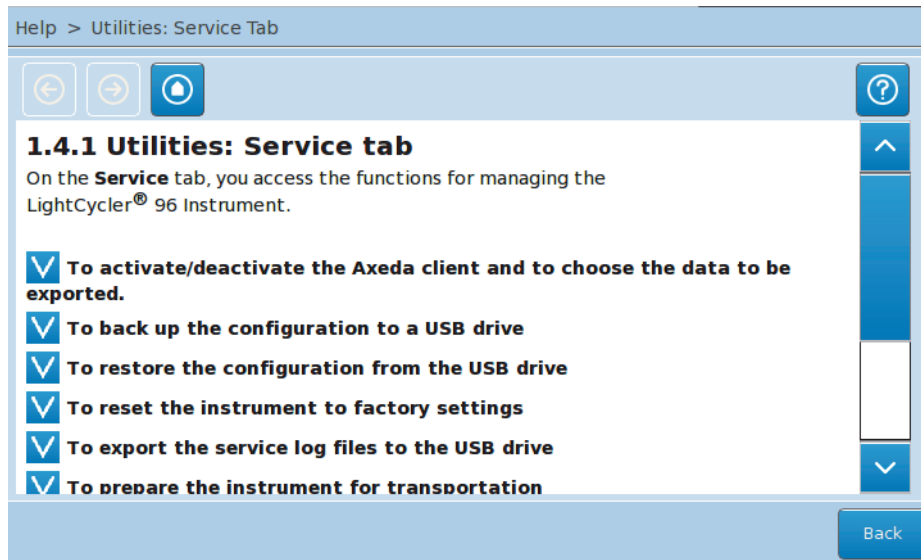 Help > Utilities: Service Tab
1.4.1 Utilities: Service tab
On the Service tab, you access the functions for managing the
LightCycler® 96 Instrument.
To activate/deactivate the Axeda client and to choose the data to be
exported.
To back up the configuration to a USB drive
To restore the configuration from the USB drive
To reset the instrument to factory settings
To export the service log files to the USB drive
To prepare the instrument for transportation
Back